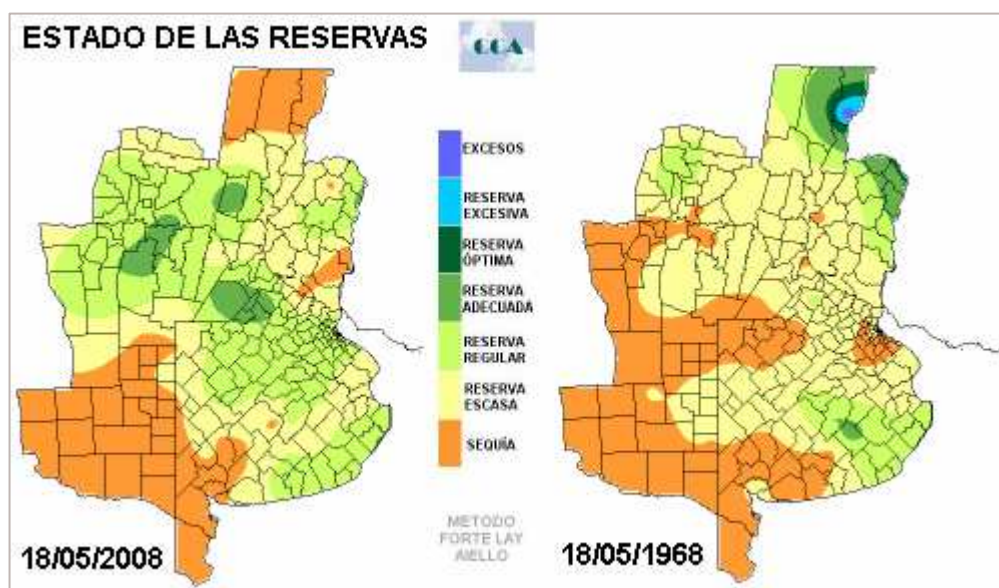 ESTADO DE LAS RESERVAS
CCA
EXCESOS
RESERVA
EXCESIVA
RESERVA
ÓPTIMA
RESERVA
ADECUADA
RESERVA
REGULAR
RESERVA
ESCASA
SEQUÍA
METODO
FORTE LAY
AIELLO
18/05/2008
18/05/1968